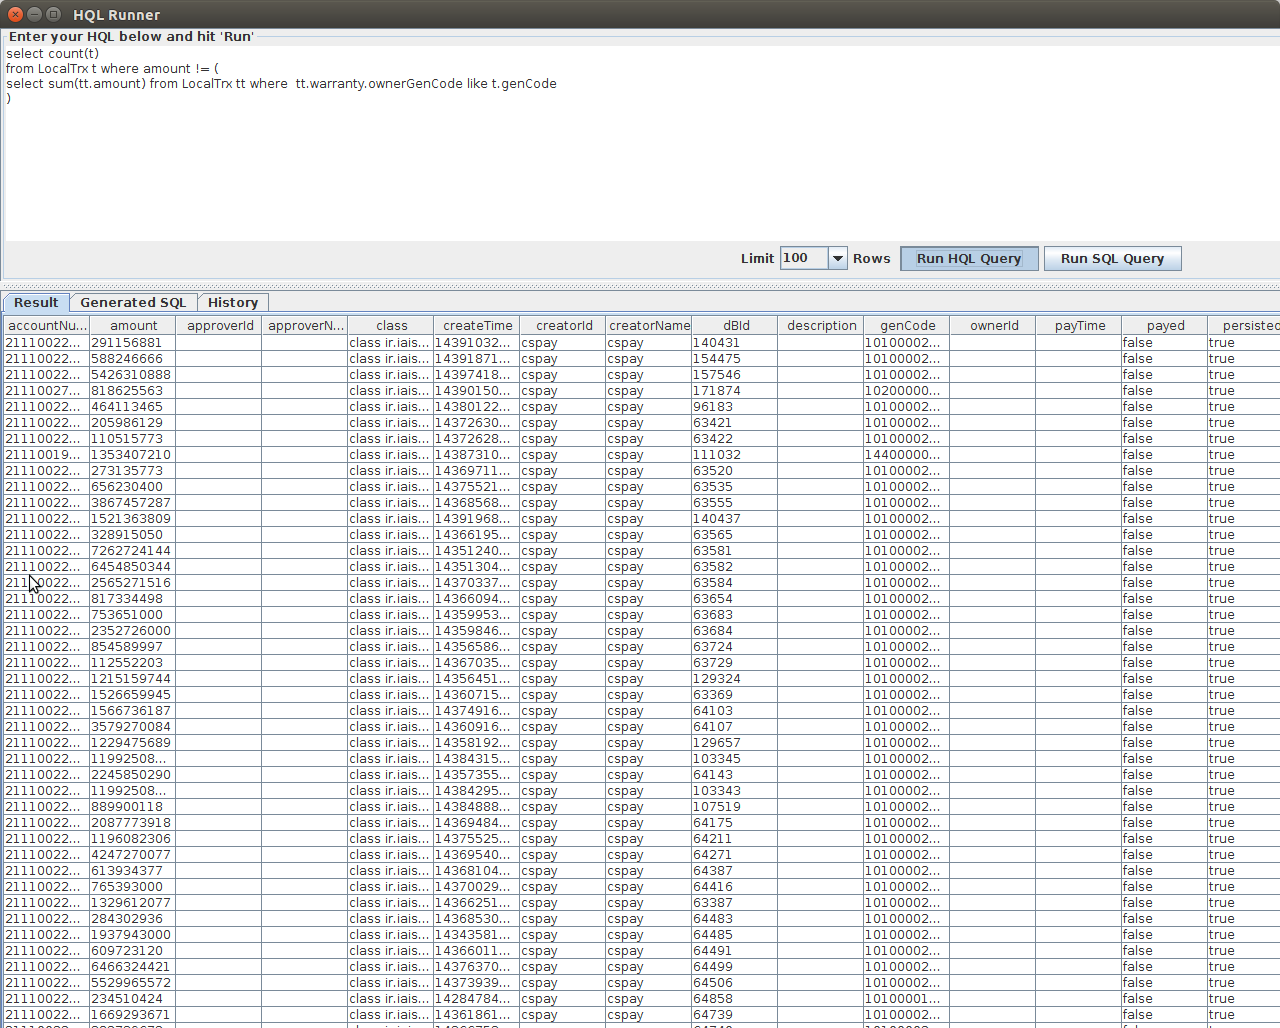 HQL Runner
Enter your HQL below and hit 'Run'
select count(t)
from LocalTrx t where amount != (
select sum(tt.amount) from LocalTrx tt where  tt.warranty.ownerGenCode like t.genCode
)
Limit 100 Rows Run HQL Query Run SQL Query
Result Generated SQL History
accountNu... amount approverId approverN... class createTime creatorId creatorName dBId description genCode ownerId payTime payed persisted
21110022... 291156881 class ir.iais... 14391032... cspay cspay 140431 10100002... false true
21110022... 588246666 class ir.iais... 14391871... cspay cspay 154475 10100002... false true
21110022... 5426310888 class ir.iais... 14397418... cspay cspay 157546 10100002... false true
21110027... 818625563 class ir.iais... 14390150... cspay cspay 171874 10200000... false true
21110022... 464113465 class ir.iais... 14380122... cspay cspay 96183 10100002... false true
21110022... 205986129 class ir.iais... 14372630... cspay cspay 63421 10100002... false true
21110022... 110515773 class ir.iais... 14372628... cspay cspay 63422 10100002... false true
21110019... 1353407210 class ir.iais... 14387310... cspay cspay 111032 14400000... false true
21110022... 273135773 class ir.iais... 14369711... cspay cspay 63520 10100002... false true
21110022... 656230400 class ir.iais... 14375521... cspay cspay 63535 10100002... false true
21110022... 3867457287 class ir.iais... 14368568... cspay cspay 63555 10100002... false true
21110022... 1521363809 class ir.iais... 14391968... cspay cspay 140437 10100002... false true
21110022... 328915050 class ir.iais... 14366195... cspay cspay 63565 10100002... false true
21110022... 7262724144 class ir.iais... 14351240... cspay cspay 63581 10100002... false true
21110022... 6454850344 class ir.iais... 14351304... cspay cspay 63582 10100002... false true
21110022... 2565271516 class ir.iais... 14370337... cspay cspay 63584 10100002... false true
21110022... 817334498 class ir.iais... 14366094... cspay cspay 63654 10100002... false true
21110022... 753651000 class ir.iais... 14359953... cspay cspay 63683 10100002... false true
21110022... 2352726000 class ir.iais... 14359846... cspay cspay 63684 10100002... false true
21110022... 854589997 class ir.iais... 14356586... cspay cspay 63724 10100002... false true
21110022... 112552203 class ir.iais... 14367035... cspay cspay 63729 10100002... false true
21110022... 1215159744 class ir.iais... 14356451... cspay cspay 129324 10100002... false true
21110022... 1526659945 class ir.iais... 14360715... cspay cspay 63369 10100002... false true
21110022... 1566736187 class ir.iais... 14374916... cspay cspay 64103 10100002... false true
21110022... 3579270084 class ir.iais... 14360916... cspay cspay 64107 10100002... false true
21110022... 1229475689 class ir.iais... 14358192... cspay cspay 129657 10100002... false true
21110022... 11992508... class ir.iais... 14384315... cspay cspay 103345 10100002... false true
21110022... 2245850290 class ir.iais... 14357355... cspay cspay 64143 10100002... false true
21110022... 11992508... class ir.iais... 14384295... cspay cspay 103343 10100002... false true
21110022... 889900118 class ir.iais... 14384888... cspay cspay 107519 10100002... false true
21110022... 2087773918 class ir.iais... 14369484... cspay cspay 64175 10100002... false true
21110022... 1196082306 class ir.iais... 14375525... cspay cspay 64211 10100002... false true
21110022... 4247270077 class ir.iais... 14369540... cspay cspay 64271 10100002... false true
21110022... 613934377 class ir.iais... 14368104... cspay cspay 64387 10100002... false true
21110022... 765393000 class ir.iais... 14370029... cspay cspay 64416 10100002... false true
21110022... 1329612077 class ir.iais... 14366251... cspay cspay 63387 10100002... false true
21110022... 284302936 class ir.iais... 14368530... cspay cspay 64483 10100002... false true
21110022... 1937943000 class ir.iais... 14343581... cspay cspay 64485 10100002... false true
21110022... 609723120 class ir.iais... 14366011... cspay cspay 64491 10100002... false true
21110022... 6466324421 class ir.iais... 14376370... cspay cspay 64499 10100002... false true
21110022... 5529965572 class ir.iais... 14373939... cspay cspay 64506 10100002... false true
21110022... 234510424 class ir.iais... 14284784... cspay cspay 64858 10100001... false true
21110022... 1669293671 class ir.iais... 14361861... cspay cspay 64739 10100002... false true